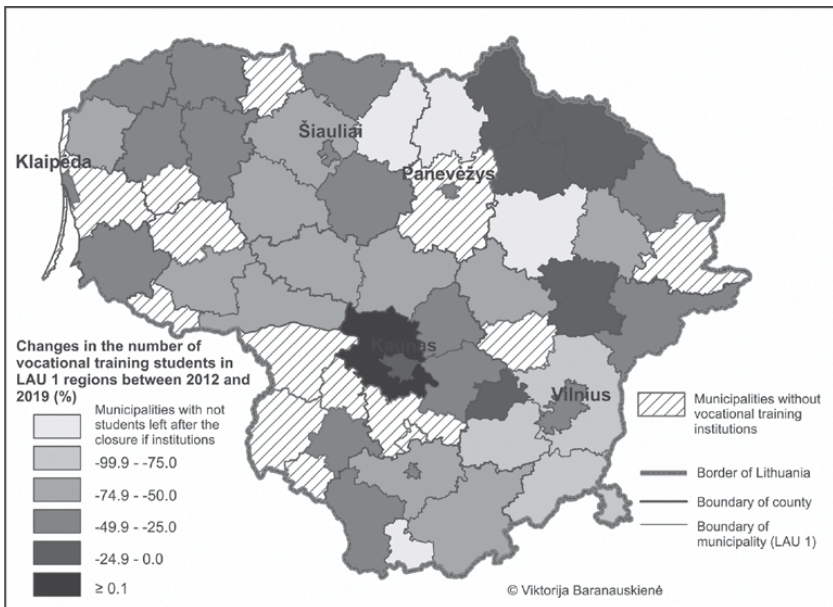 Šiauliai
Klaipėda
Panevėžys
Kaunas
Vilnius
Changes in the number of
vocational training students in
LAU 1 regions between 2012 and
2019 (%)
Municipalities with not
students left after the
closure if institutions
-99.9 - -75.0
-74.9 - -50.0
-49.9 - -25.0
-24.9 - 0.0
≥ 0.1
Municipalities without
vocational training
institutions
Border of Lithuania
Boundary of county
Boundary of
municipality (LAU 1)
© Viktorija Baranauskienė